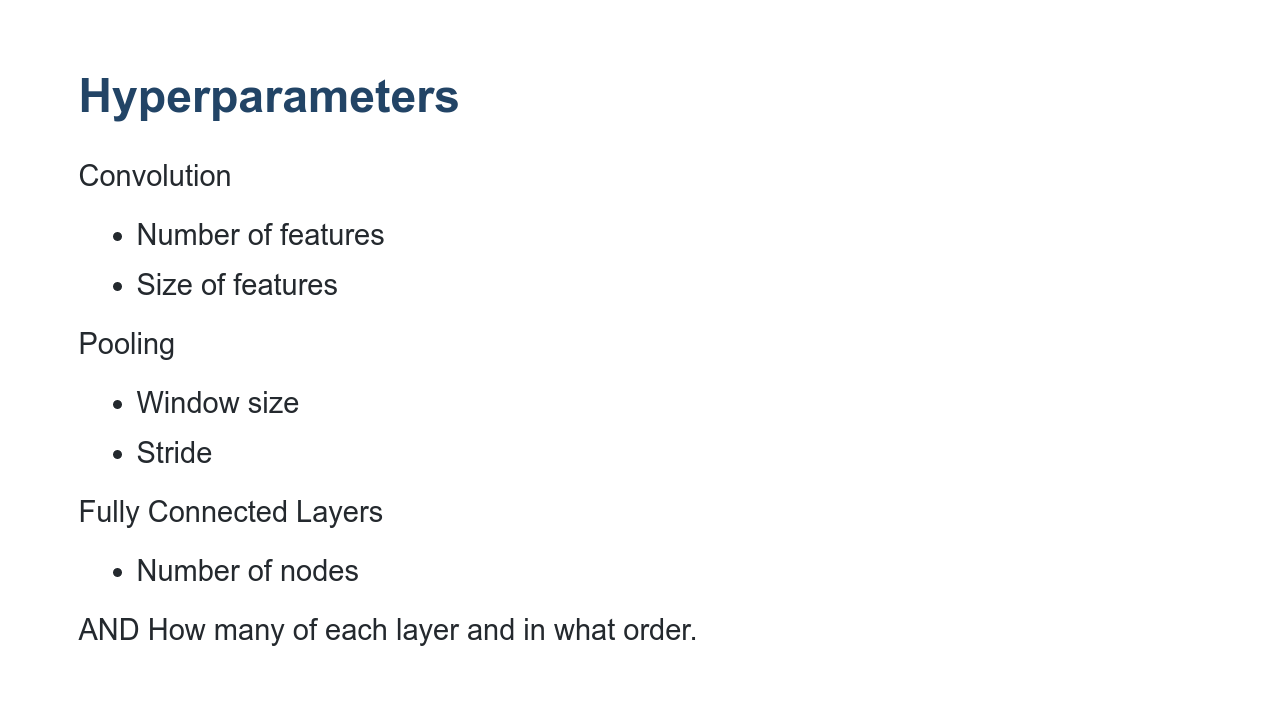 Hyperparameters
Convolution
• Number of features
• Size of features
Pooling
• Window size
• Stride
Fully Connected Layers
• Number of nodes
AND How many of each layer and in what order.